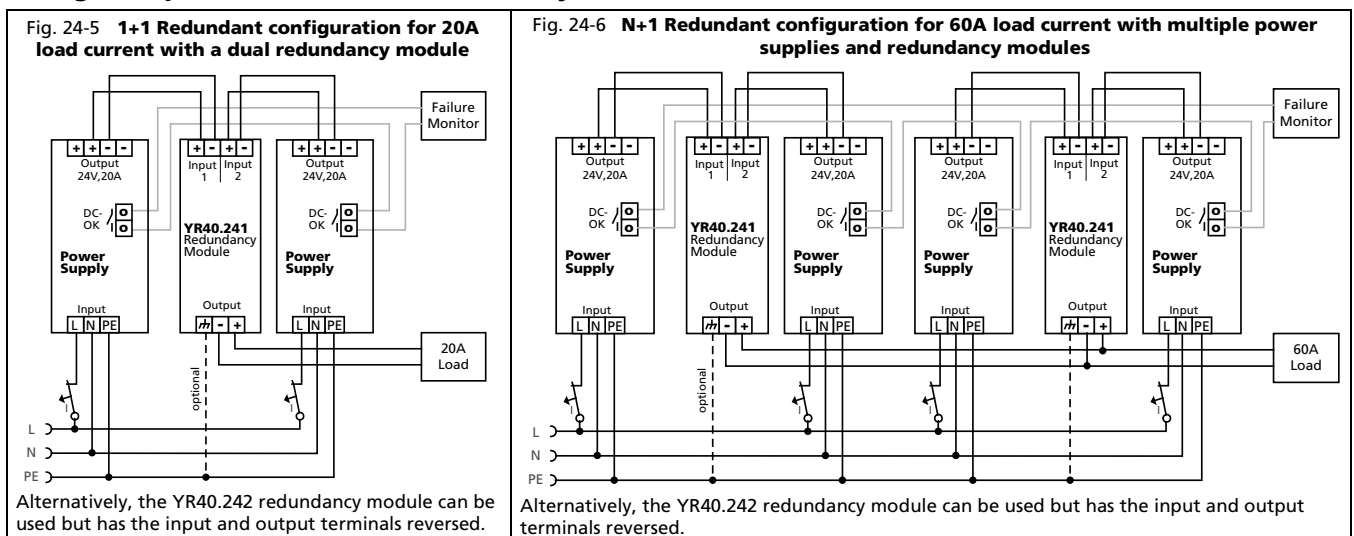 Fig. 24-5 1+1 Redundant configuration for 20A
load current with a dual redundancy module
Failure
Monitor
+ + - -
Output
24V,20A
DC-
OK
Power
Supply
Input
L N PE
+ - + -
Input 1
Input 2
YR40.241
Redundancy
Module
Output
- +
+ + - -
Output
24V,20A
DC-
OK
Power
Supply
Input
L N PE
20A
Load
optional
I
I
L
N
PE
Alternatively, the YR40.242 redundancy module can be
used but has the input and output terminals reversed.
Fig. 24-6 N+1 Redundant configuration for 60A load current with multiple power
supplies and redundancy modules
Failure
Monitor
+ + - -
Output
24V,20A
DC-
OK
Power
Supply
Input
L N PE
+ - + -
Input 1
Input 2
YR40.241
Redundancy
Module
Output
- +
+ + - -
Output
24V,20A
DC-
OK
Power
Supply
Input
L N PE
+ + - -
Output
24V,20A
DC-
OK
Power
Supply
Input
L N PE
+ - + -
Input 1
Input 2
YR40.241
Redundancy
Module
Output
- +
+ + - -
Output
24V,20A
DC-
OK
Power
Supply
Input
L N PE
60A
Load
optional
I
I
I
I
L
N
PE
Alternatively, the YR40.242 redundancy module can be used but has the input and output
terminals reversed.